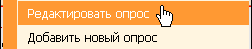 Редактировать опрос
Добавить новый опрос